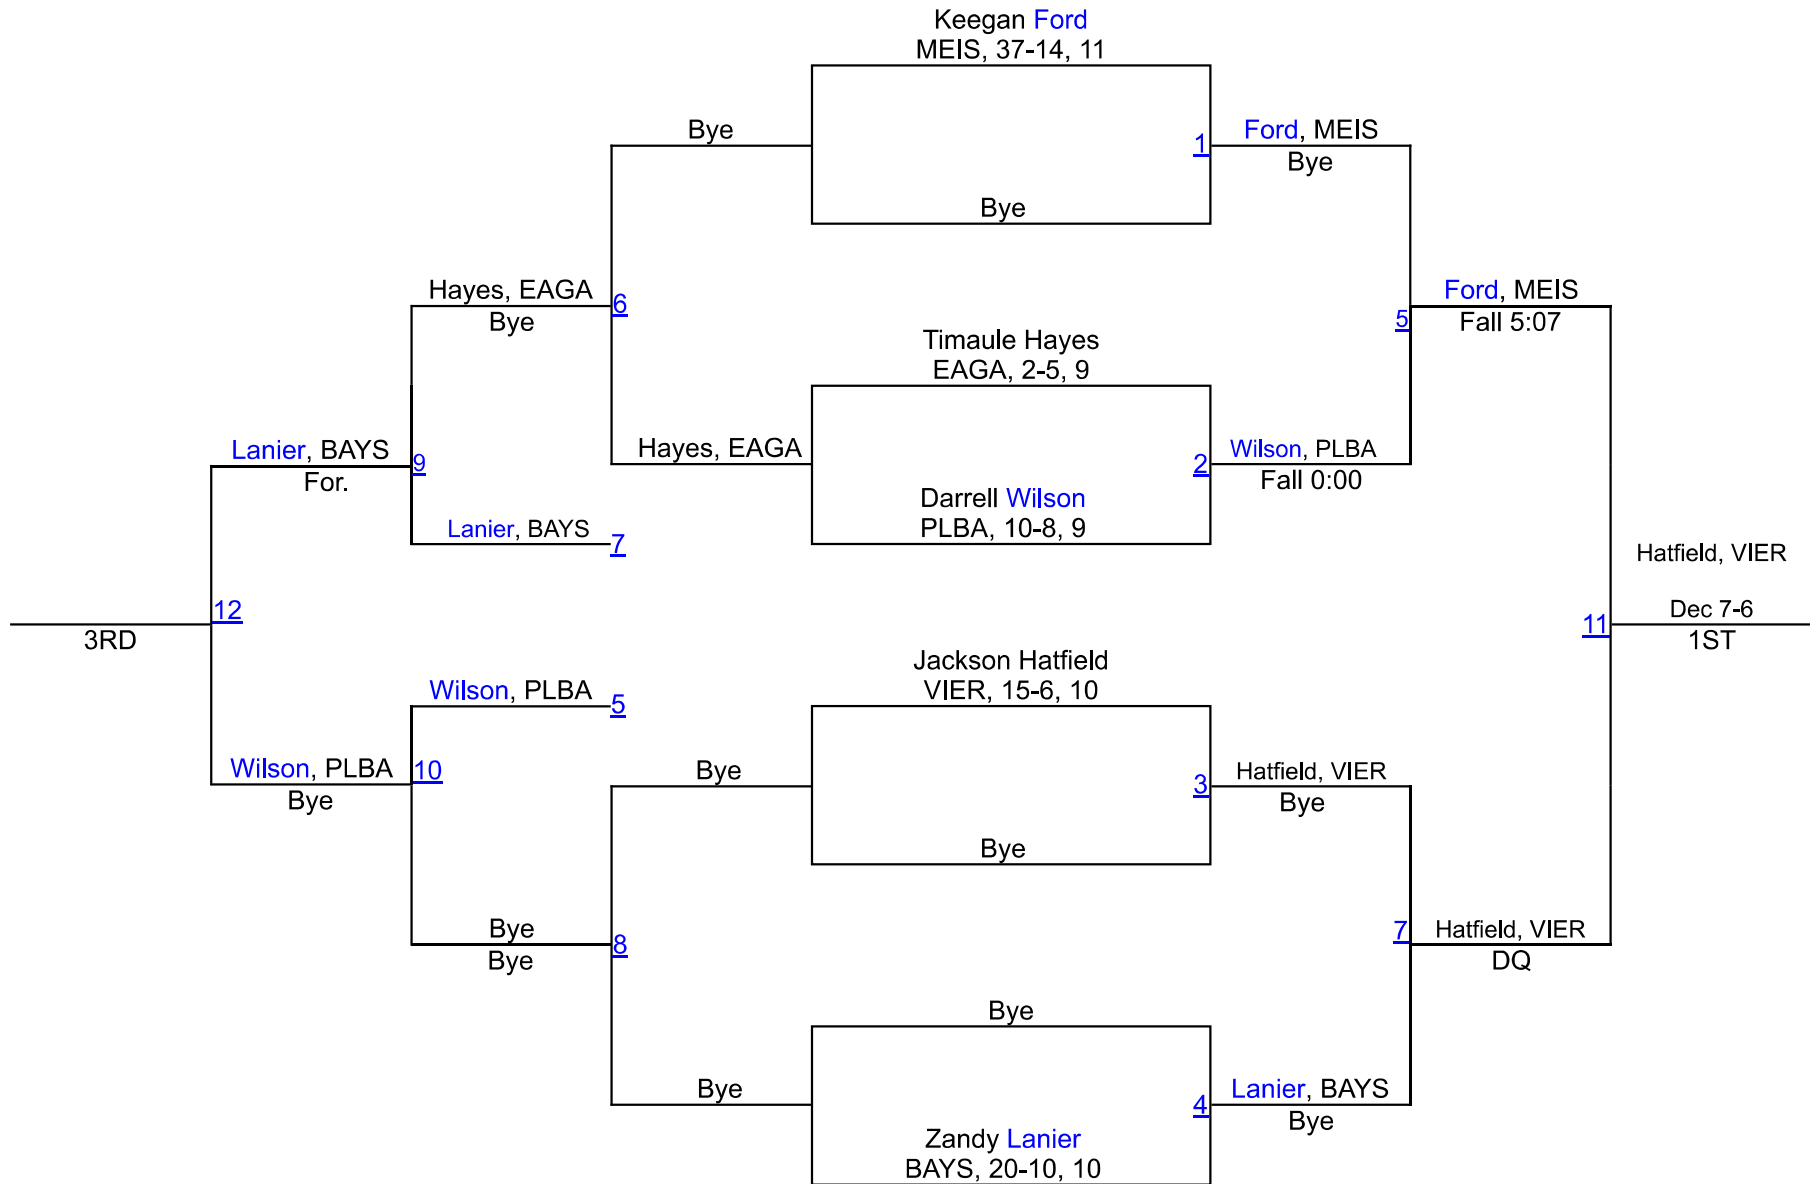 Keegan Ford
MEIS, 37-14, 11
Bye
1
Ford, MEIS
Bye
Bye
Hayes, EAGA
Bye
6
5
Ford, MEIS
Fall 5:07
Timaule Hayes
EAGA, 2-5, 9
Hayes, EAGA
2
Wilson, PLBA
Fall 0:00
Lanier, BAYS
For.
9
Darrell Wilson
PLBA, 10-8, 9
Lanier, BAYS
7
Hatfield, VIER
12
3RD
11
Dec 7-6
1ST
Jackson Hatfield
VIER, 15-6, 10
Wilson, PLBA
5
Wilson, PLBA
Bye
10
Bye
3
Hatfield, VIER
Bye
Bye
Bye
Bye
8
7
Hatfield, VIER
DQ
Bye
Bye
4
Lanier, BAYS
Bye
Zandy Lanier
BAYS, 20-10, 10